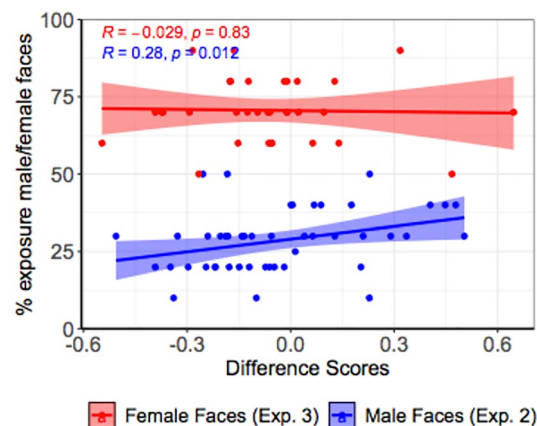 R = −0.029, p = 0.83
R = 0.28, p = 0.012
% exposure male/female faces
100
75
50
25
0
-0.6
-0.3
0.0
0.3
0.6
Difference Scores
a Female Faces (Exp. 3)
a Male Faces (Exp. 2)